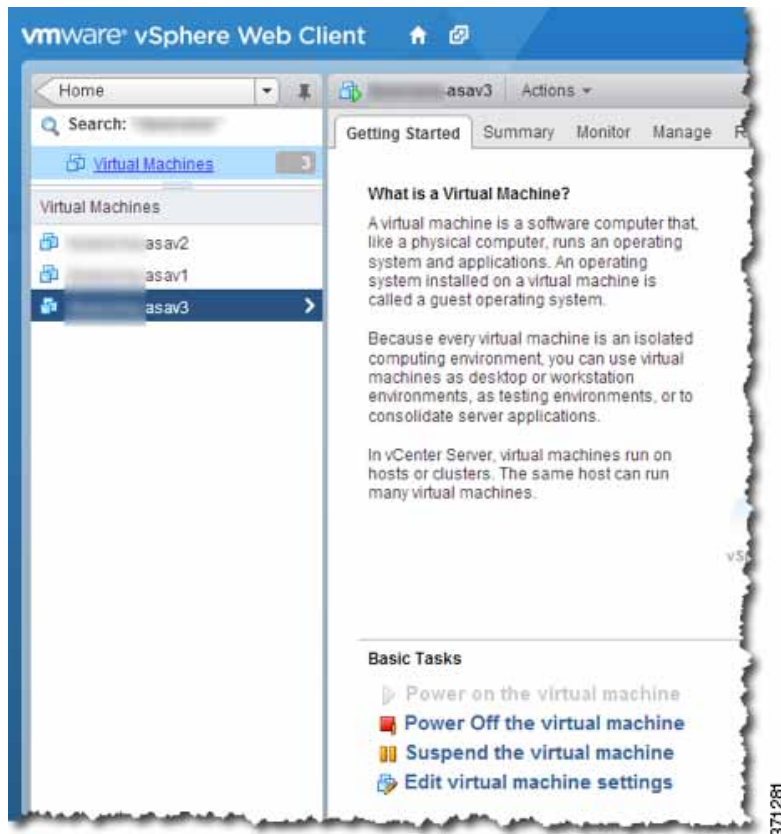 vmware® vSphere Web Client
Home
Search:
Virtual Machines 3
Virtual Machines
asav2
asav1
asav3
asav3 Actions
Getting Started Summary Monitor Manage
What is a Virtual Machine?
A virtual machine is a software computer that,
like a physical computer, runs an operating
system and applications. An operating
system installed on a virtual machine is
called a guest operating system.
Because every virtual machine is an isolated
computing environment, you can use virtual
machines as desktop or workstation
environments, as testing environments, or to
consolidate server applications.
In vCenter Server, virtual machines run on
hosts or clusters. The same host can run
many virtual machines.
Basic Tasks
Power on the virtual machine
Power Off the virtual machine
Suspend the virtual machine
Edit virtual machine settings
371281